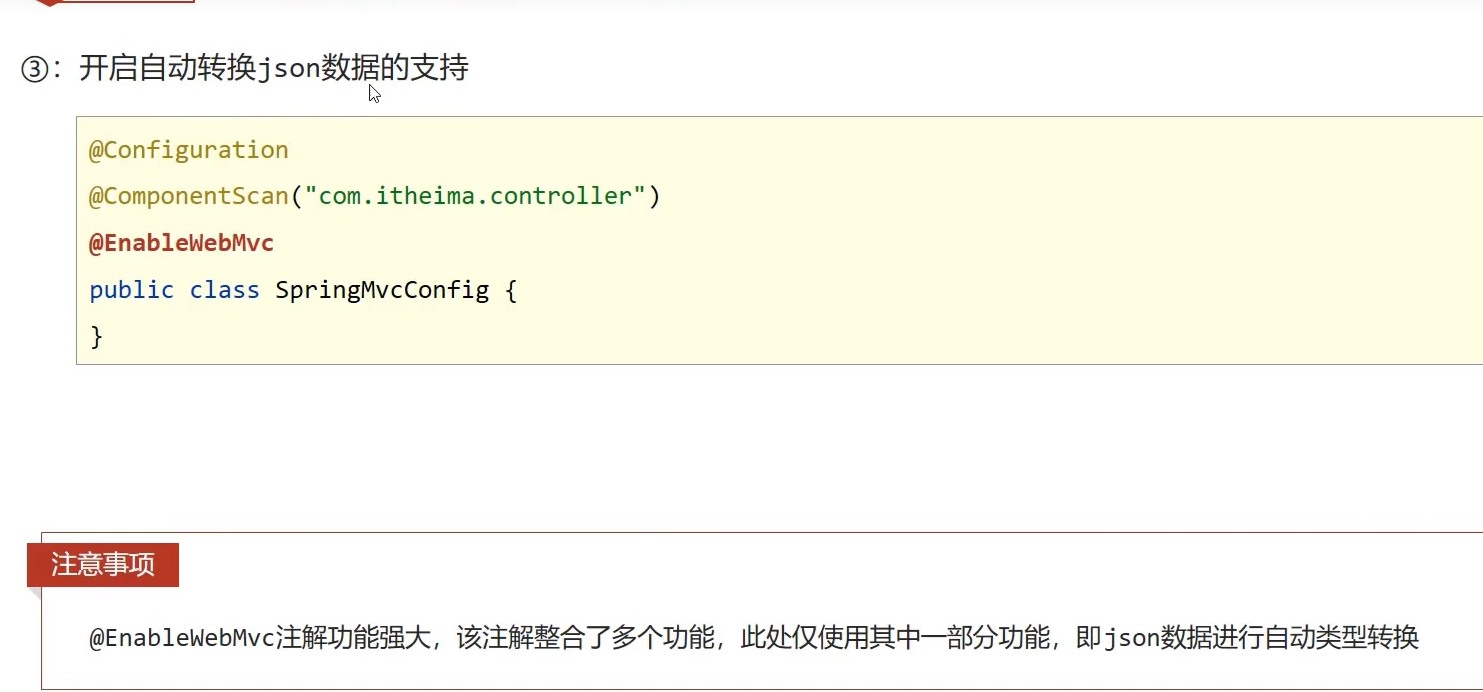 ③：开启自动转换json数据的支持
@Configuration
@ComponentScan("com.itheima.controller")
@EnableWebMvc
public class SpringMvcConfig {
}
注意事项
@EnableWebMvc注解功能强大，该注解整合了多个功能，此处仅使用其中一部分功能，即json数据进行自动类型转换